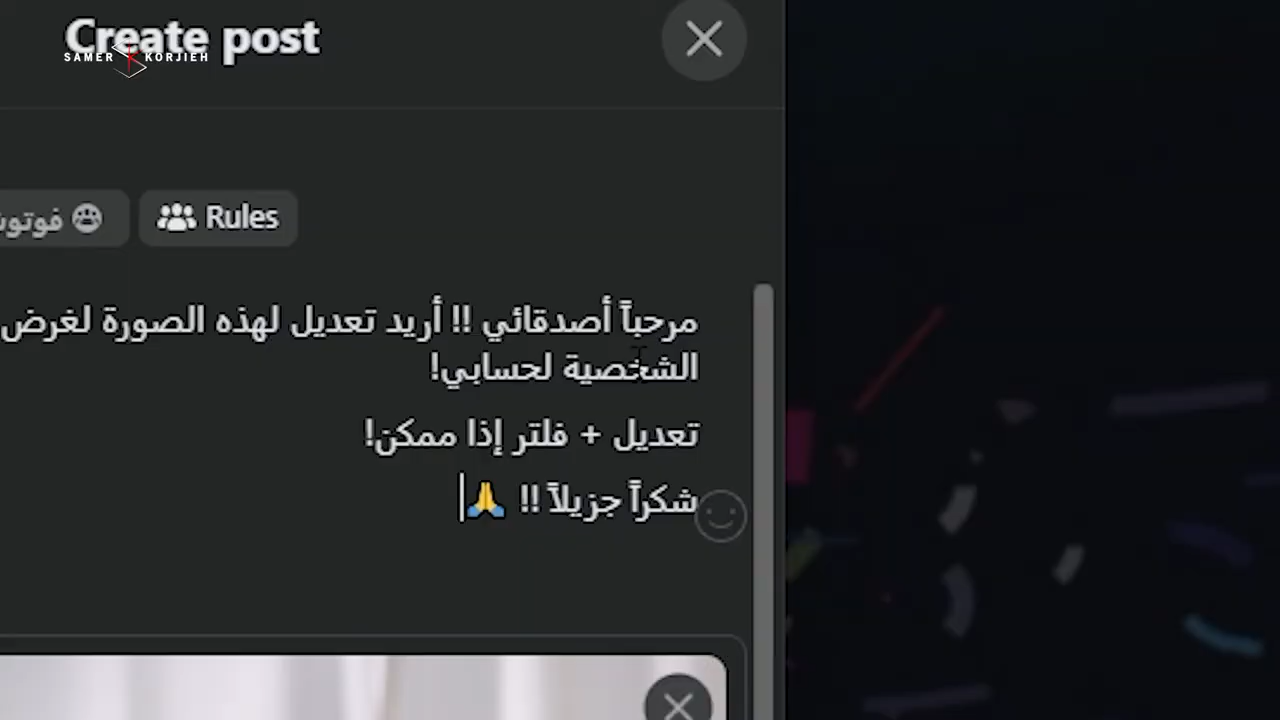 Create post
SAMER KORJIEH
Rules
مرحباً أصدقائي !! أريد تعديل لهذه الصورة لغرض
الشخصية لحسابي!
تعديل + فلتر إذا ممكن!
شكراً جزيلاً !! 🙏